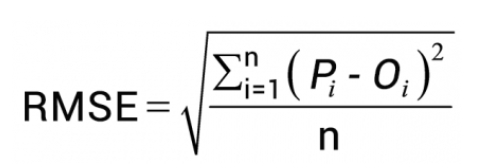 RMSE = √( Σⁿᵢ₌₁ ( Pᵢ - Oᵢ )² / n )